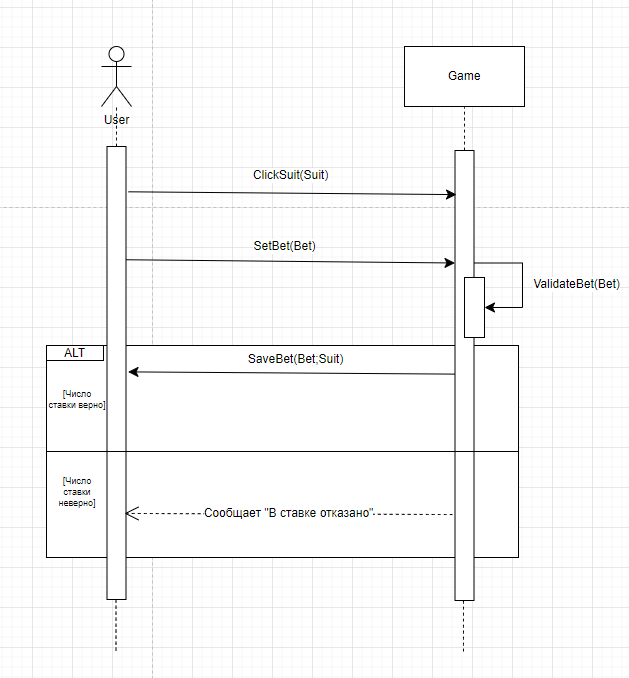 User
Game
ClickSuit(Suit)
SetBet(Bet)
ValidateBet(Bet)
ALT
SaveBet(Bet;Suit)
[Число
ставки верно]
[Число
ставки
неверно]
Сообщает "В ставке отказано"